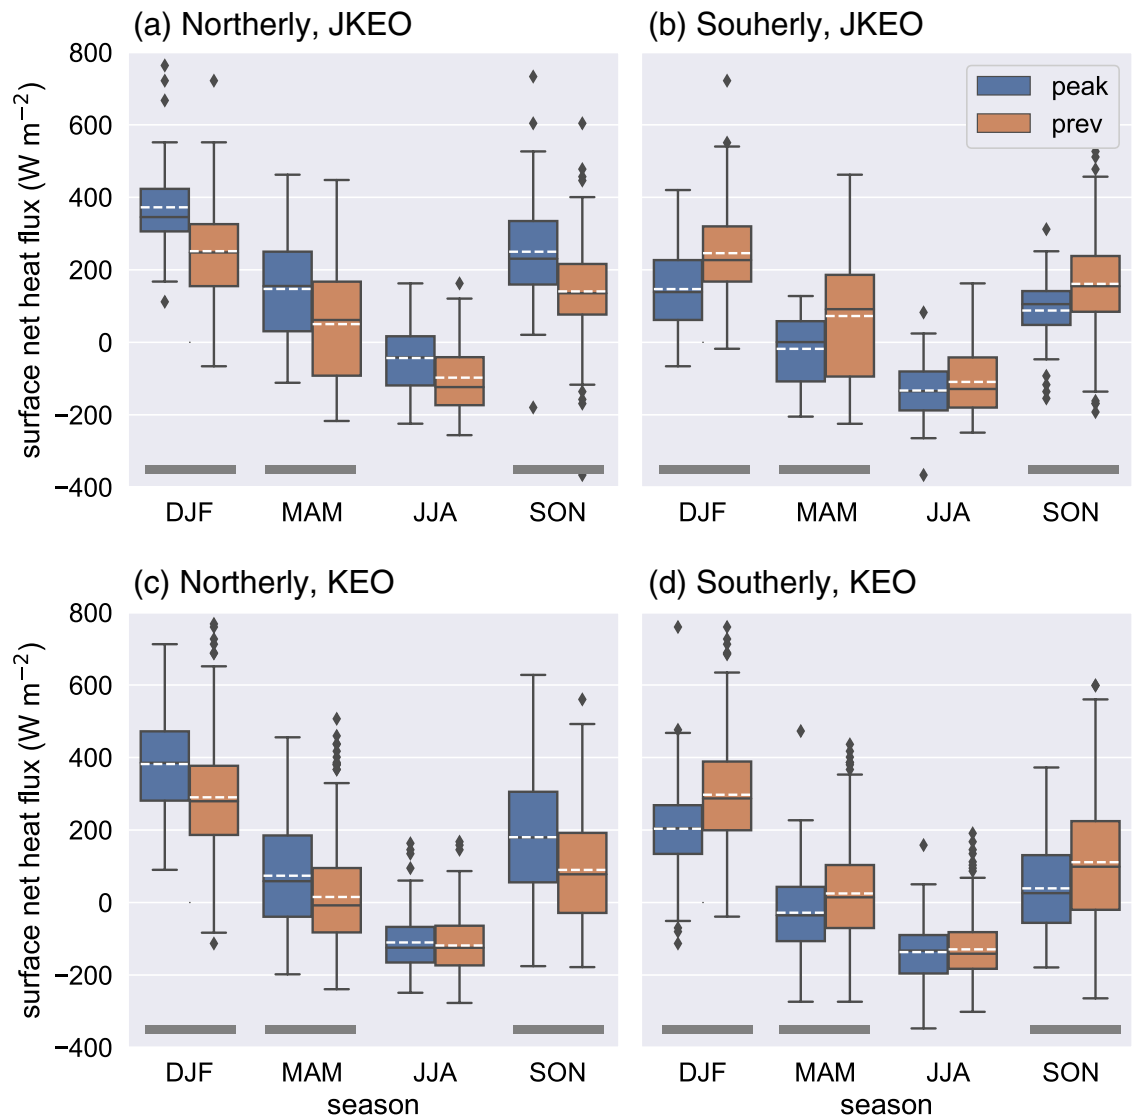 (a) Northerly, JKEO
(b) Souherly, JKEO
surface net heat flux (W m−2)
800
600
400
200
0
−200
−400
peak
prev
DJF
MAM
JJA
SON
DJF
MAM
JJA
SON
(c) Northerly, KEO
(d) Southerly, KEO
surface net heat flux (W m−2)
800
600
400
200
0
−200
−400
DJF
MAM
JJA
SON
DJF
MAM
JJA
SON
season
season